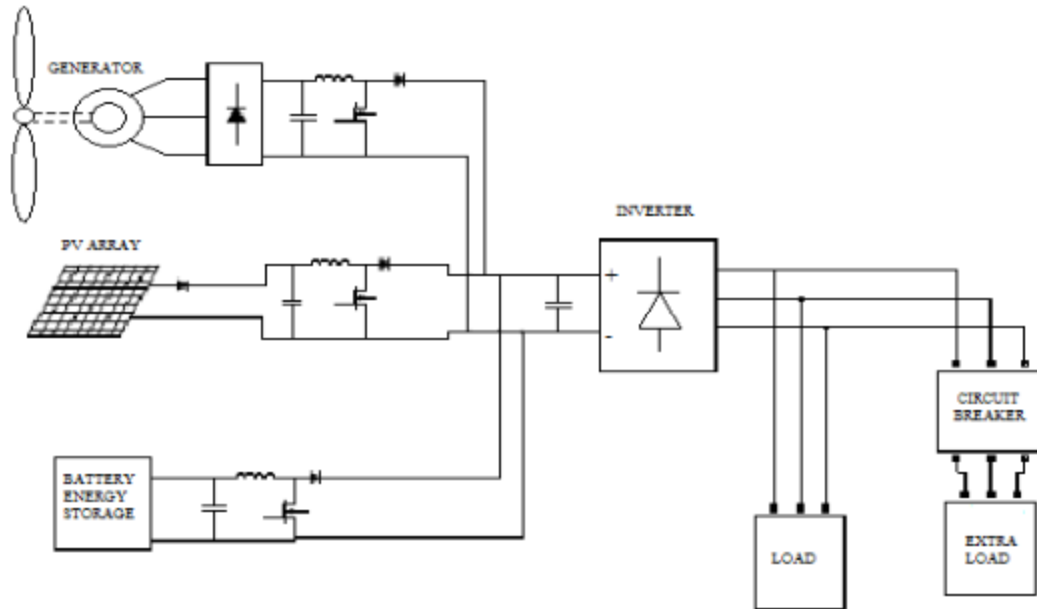 GENERATOR
INVERTER
PV ARRAY
+
-
CIRCUIT
BREAKER
BATTERY
ENERGY
STORAGE
LOAD
EXTRA
LOAD